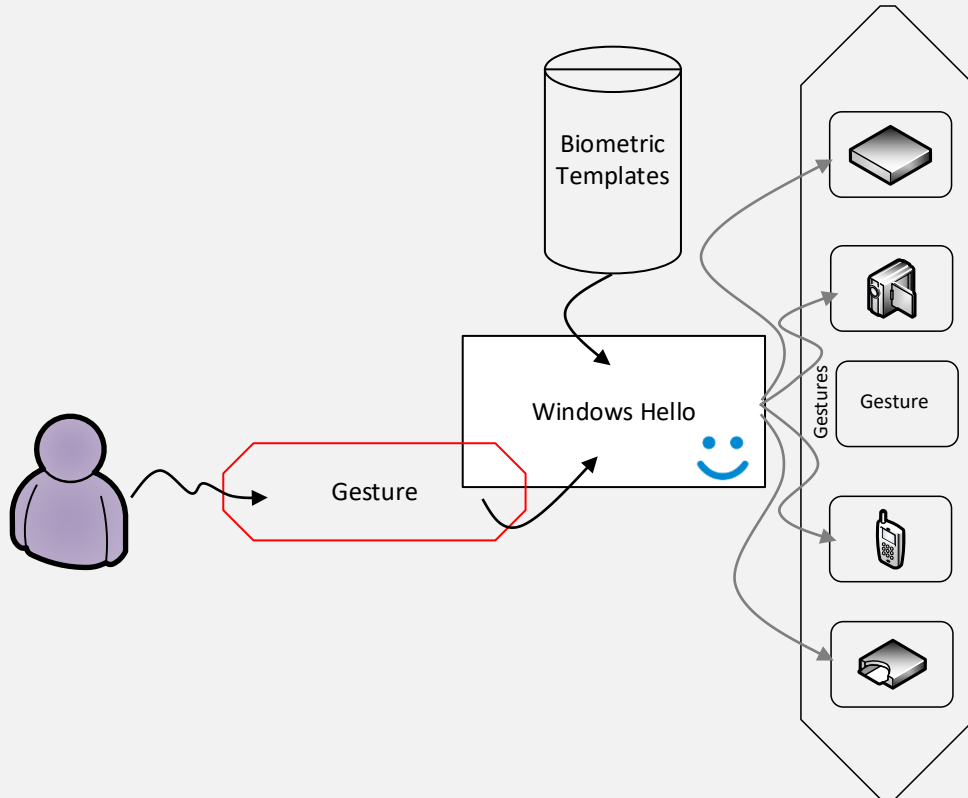 Biometric
Templates
Windows Hello
Gestures
Gesture
Gesture